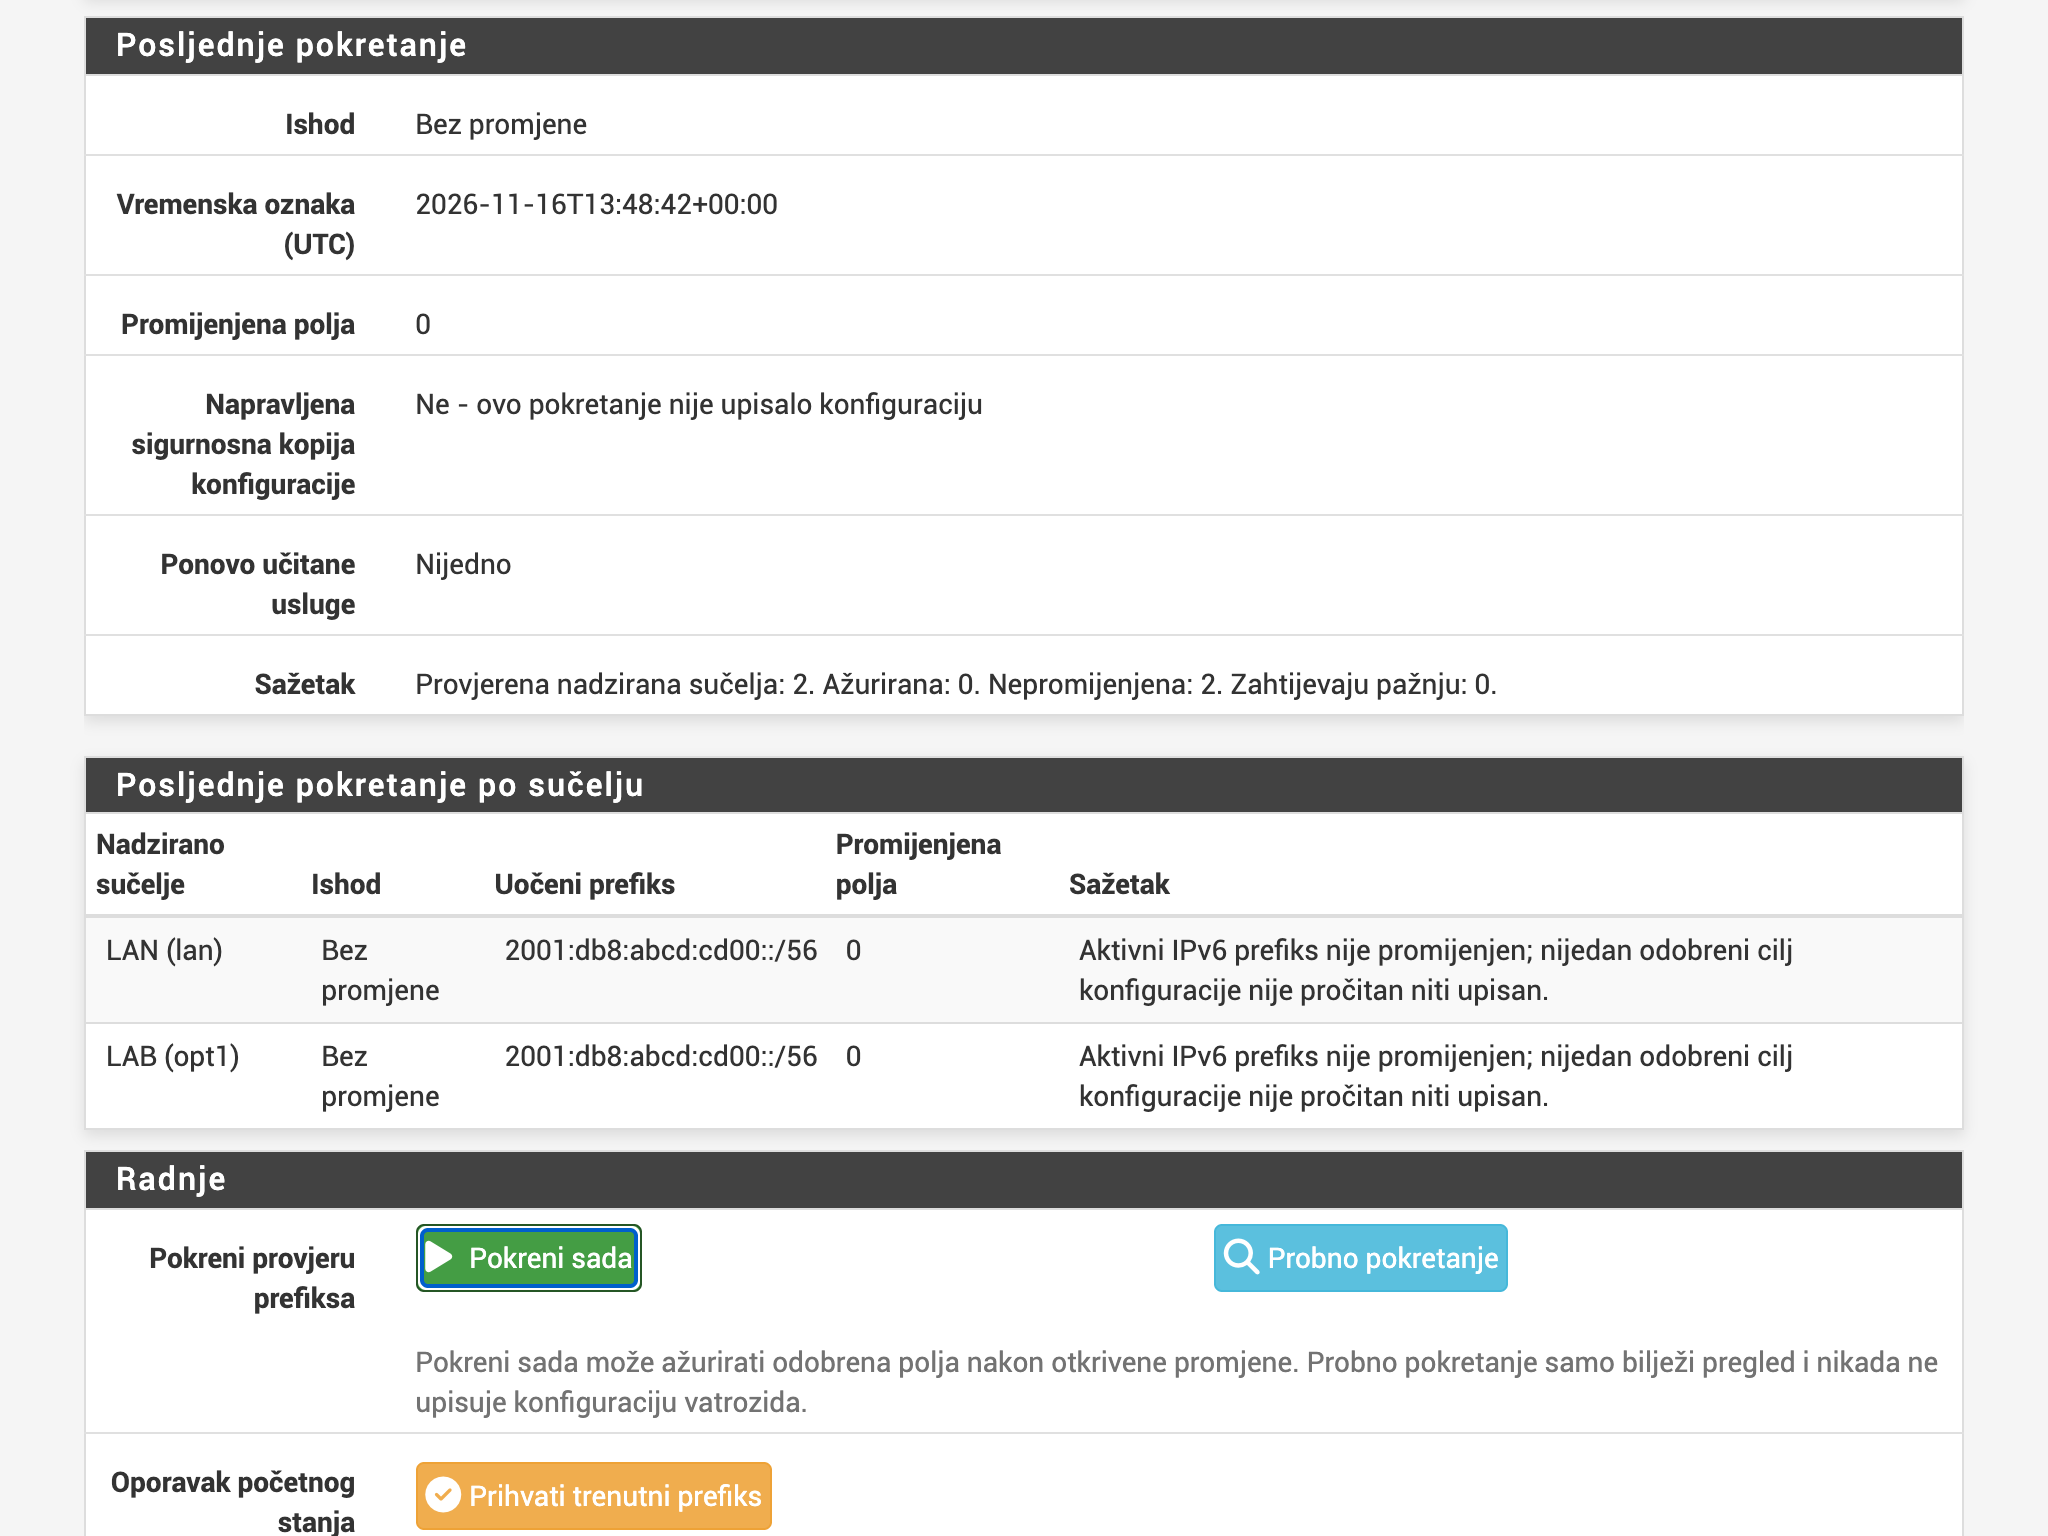 Posljednje pokretanje
Ishod
Bez promjene
Vremenska oznaka
(UTC)
2026-11-16T13:48:42+00:00
Promijenjena polja
0
Napravljena
sigurnosna kopija
konfiguracije
Ne - ovo pokretanje nije upisalo konfiguraciju
Ponovo učitane
usluge
Nijedno
Sažetak
Provjerena nadzirana sučelja: 2. Ažurirana: 0. Nepromijenjena: 2. Zahtijevaju pažnju: 0.
Posljednje pokretanje po sučelju
Nadzirano
sučelje
Ishod
Uočeni prefiks
Promijenjena
polja
Sažetak
LAN (lan)
Bez
promjene
2001:db8:abcd:cd00::/56
0
Aktivni IPv6 prefiks nije promijenjen; nijedan odobreni cilj
konfiguracije nije pročitan niti upisan.
LAB (opt1)
Bez
promjene
2001:db8:abcd:cd00::/56
0
Aktivni IPv6 prefiks nije promijenjen; nijedan odobreni cilj
konfiguracije nije pročitan niti upisan.
Radnje
Pokreni provjeru
prefiksa
Pokreni sada
Probno pokretanje
Pokreni sada može ažurirati odobrena polja nakon otkrivene promjene. Probno pokretanje samo bilježi pregled i nikada ne
upisuje konfiguraciju vatrozida.
Oporavak početnog
stanja
Prihvati trenutni prefiks